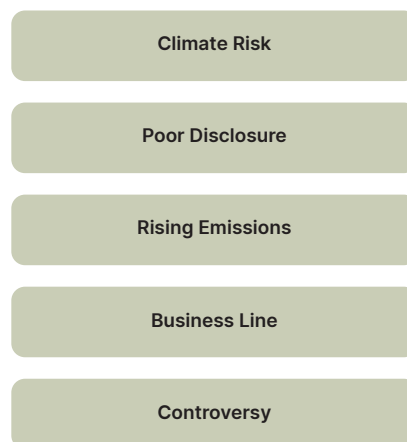 Climate Risk
Poor Disclosure
Rising Emissions
Business Line
Controversy